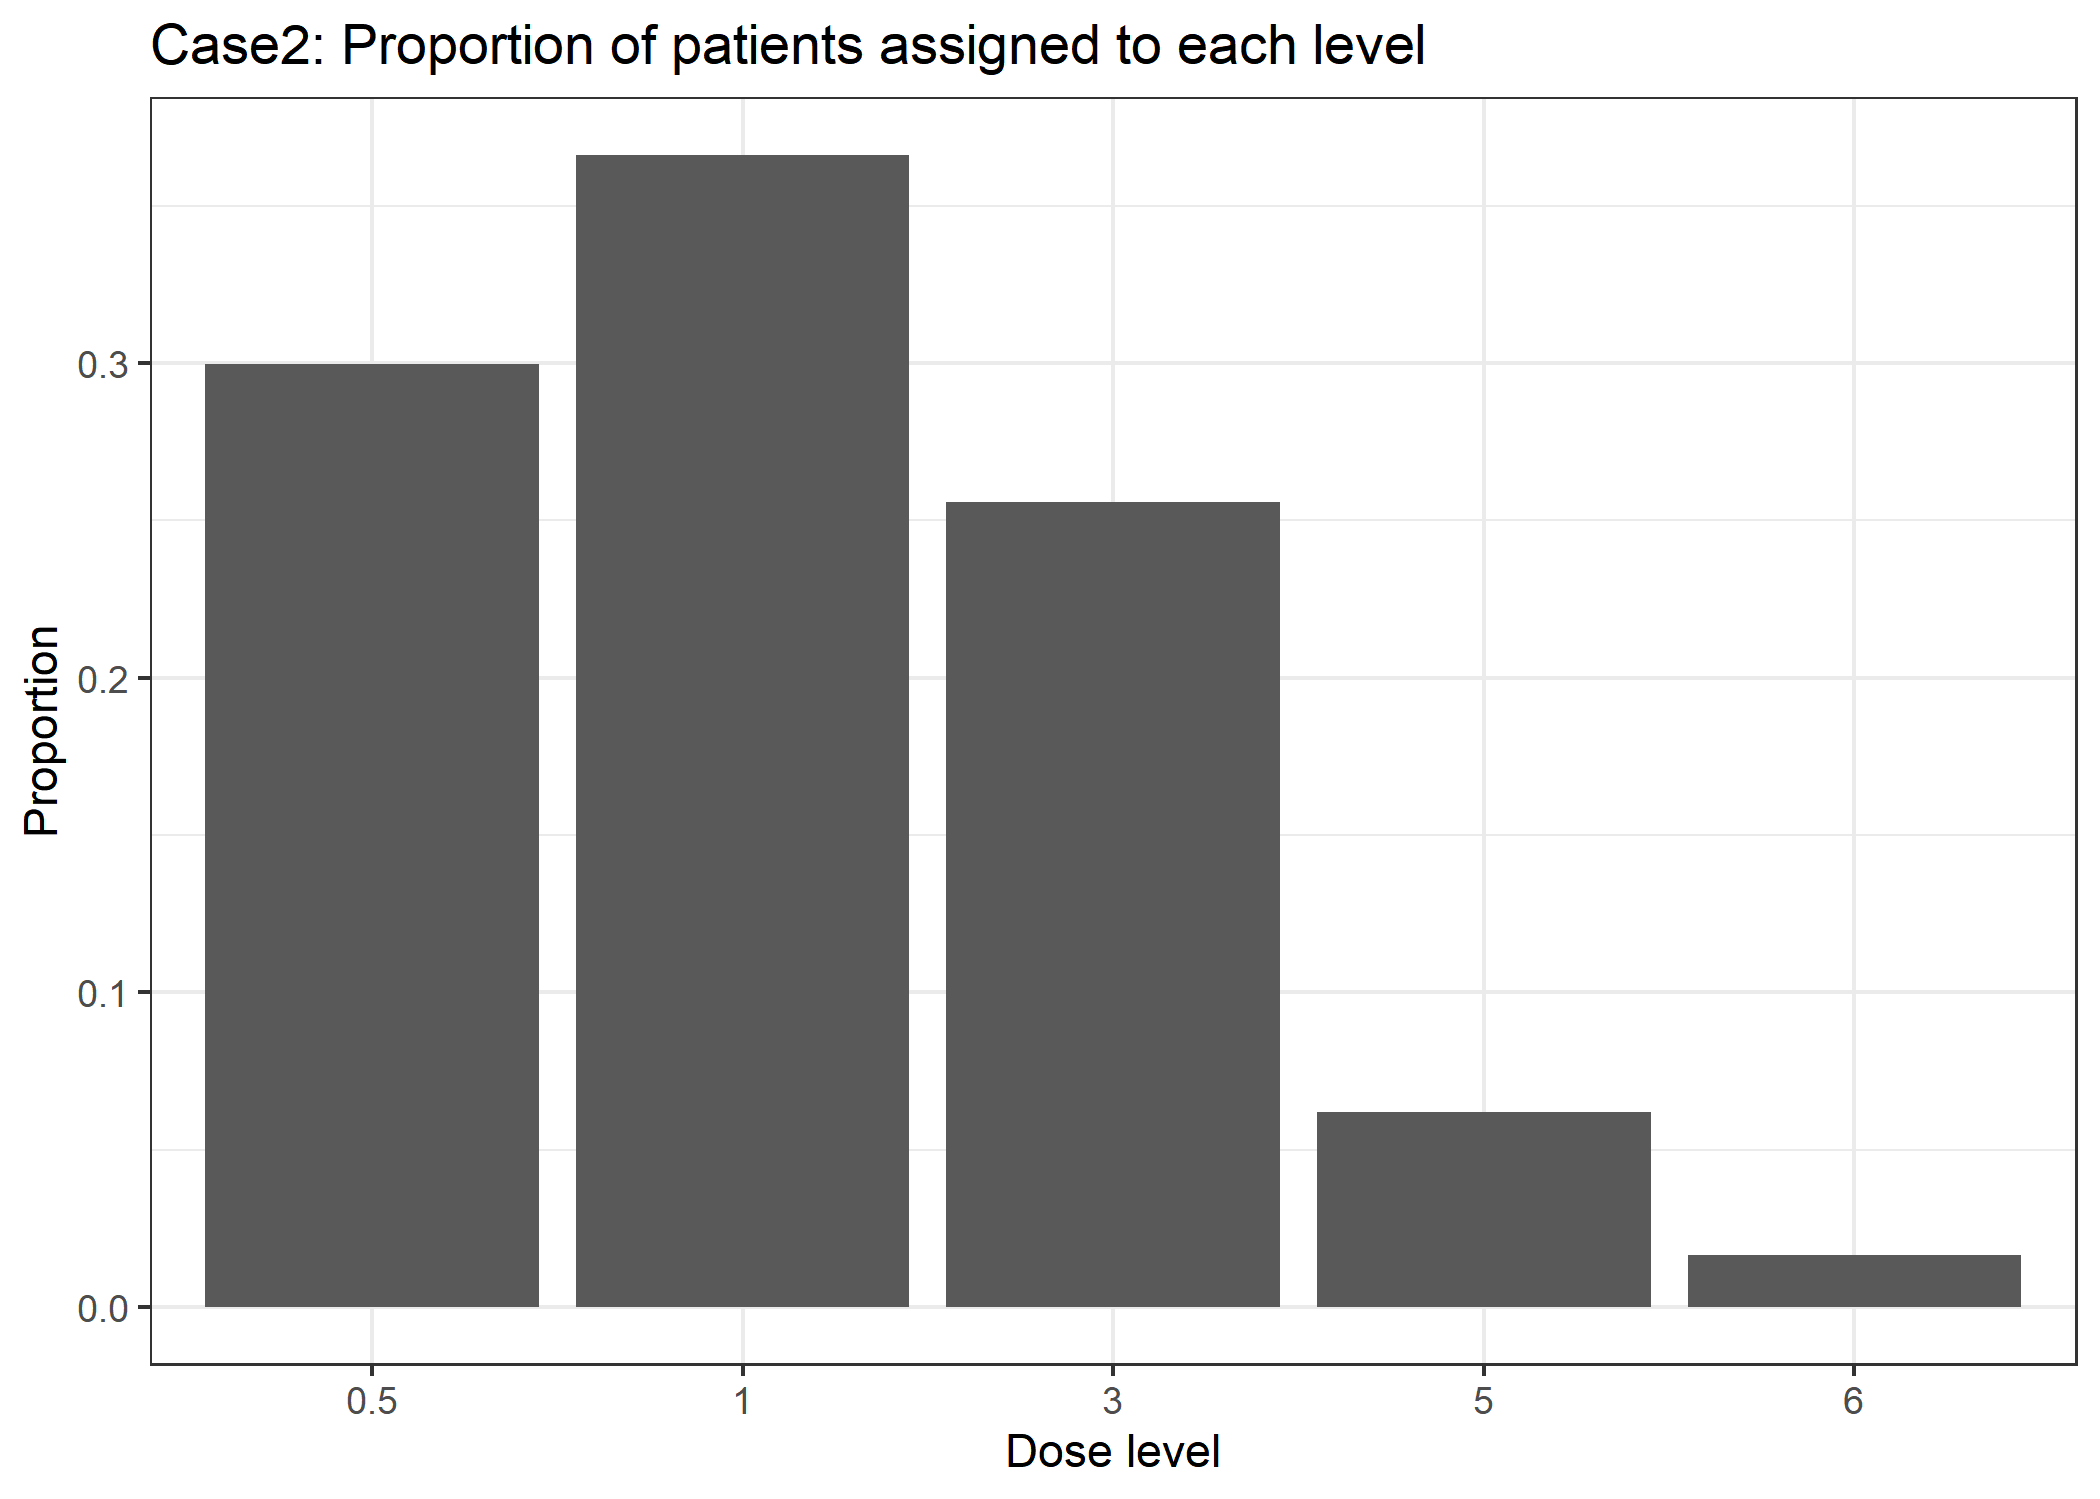 Case2: Proportion of patients assigned to each level
Proportion
0.3
0.2
0.1
0.0
0.5 1 3 5 6
Dose level